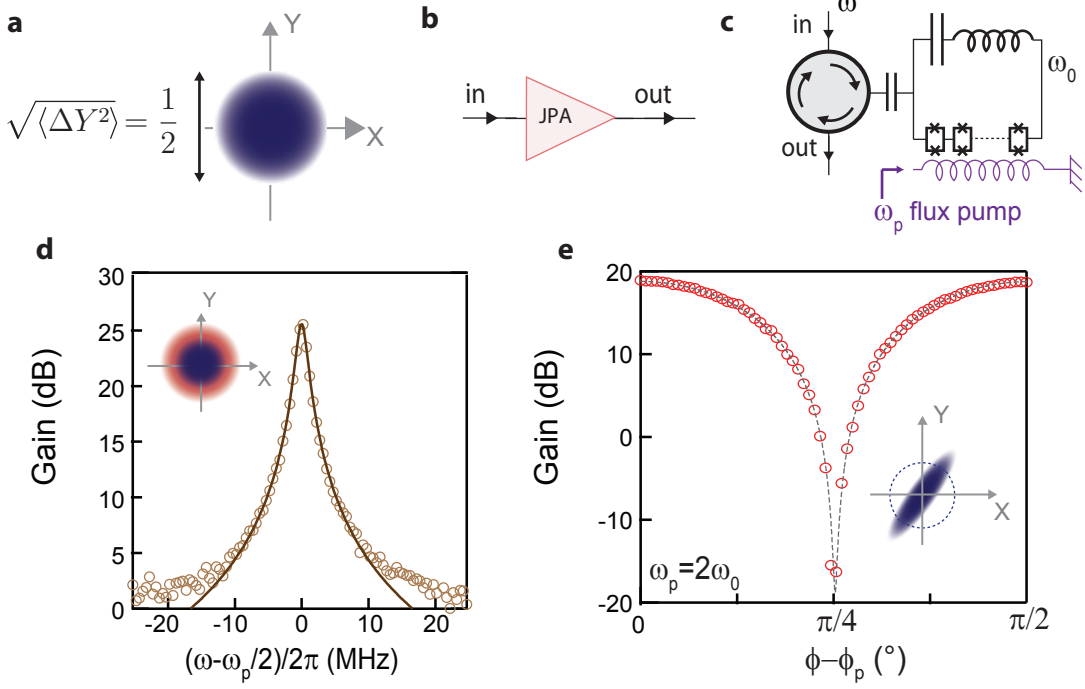 a
Y
√⟨ΔY²⟩ = 1/2
X
b
in
JPA
out
c
in
ω
ω₀
out
ωₚ flux pump
d
30
25
20
15
10
5
0
Gain (dB)
Y
X
-20
-10
0
10
20
(ω-ωₚ/2)/2π (MHz)
e
20
10
0
-10
-20
Gain (dB)
Y
X
ωₚ=2ω₀
0
π/4
π/2
ϕ−ϕₚ (°)